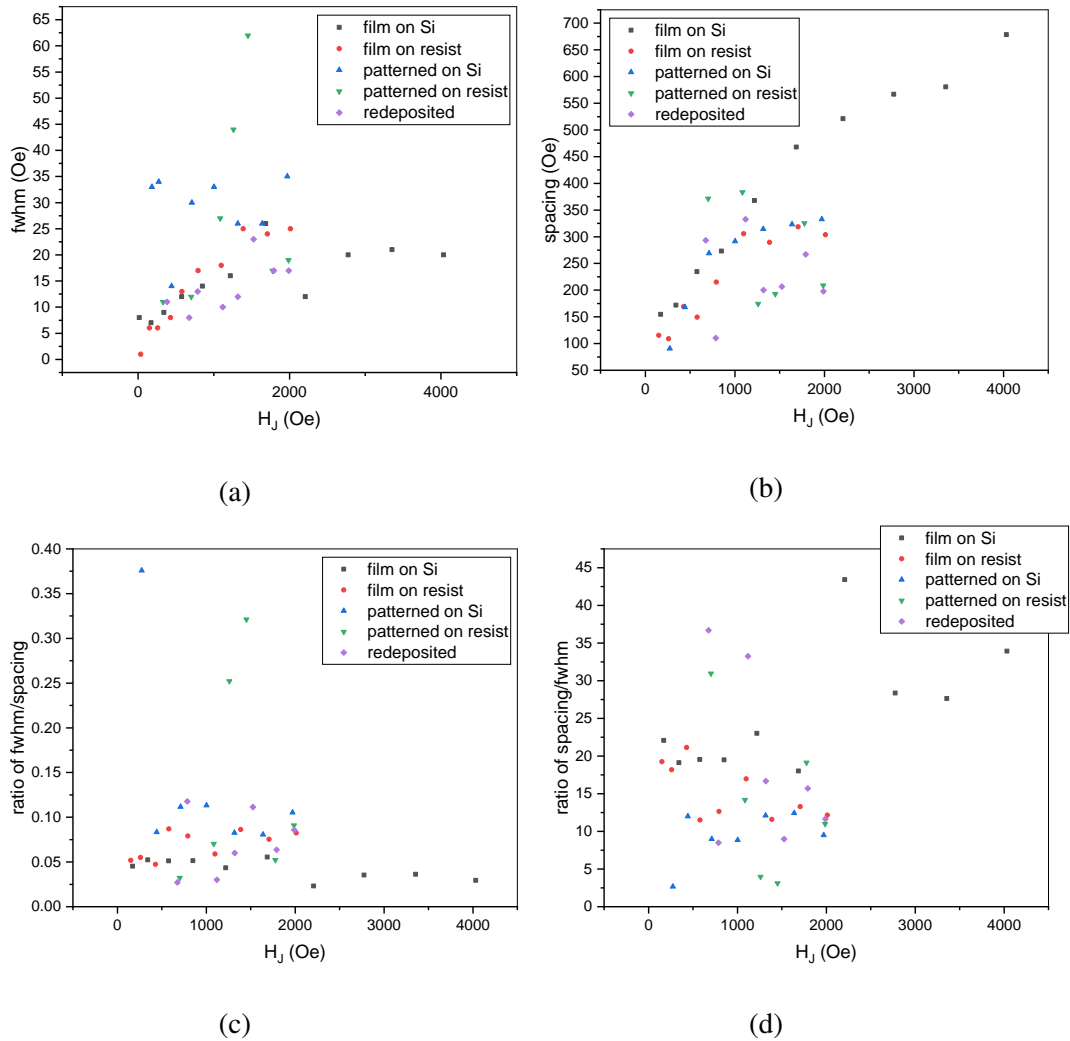 65
60
55
50
45
40
35
30
25
20
15
10
5
0
fwhm (Oe)
0 2000 4000
H_J (Oe)
film on Si
film on resist
patterned on Si
patterned on resist
redeposited
(a)
700
650
600
550
500
450
400
350
300
250
200
150
100
50
spacing (Oe)
0 1000 2000 3000 4000
H_J (Oe)
film on Si
film on resist
patterned on Si
patterned on resist
redeposited
(b)
0.40
0.35
0.30
0.25
0.20
0.15
0.10
0.05
0.00
ratio of fwhm/spacing
0 1000 2000 3000 4000
H_J (Oe)
film on Si
film on resist
patterned on Si
patterned on resist
redeposited
(c)
45
40
35
30
25
20
15
10
5
0
ratio of spacing/fwhm
0 1000 2000 3000 4000
H_J (Oe)
film on Si
film on resist
patterned on Si
patterned on resist
redeposited
(d)